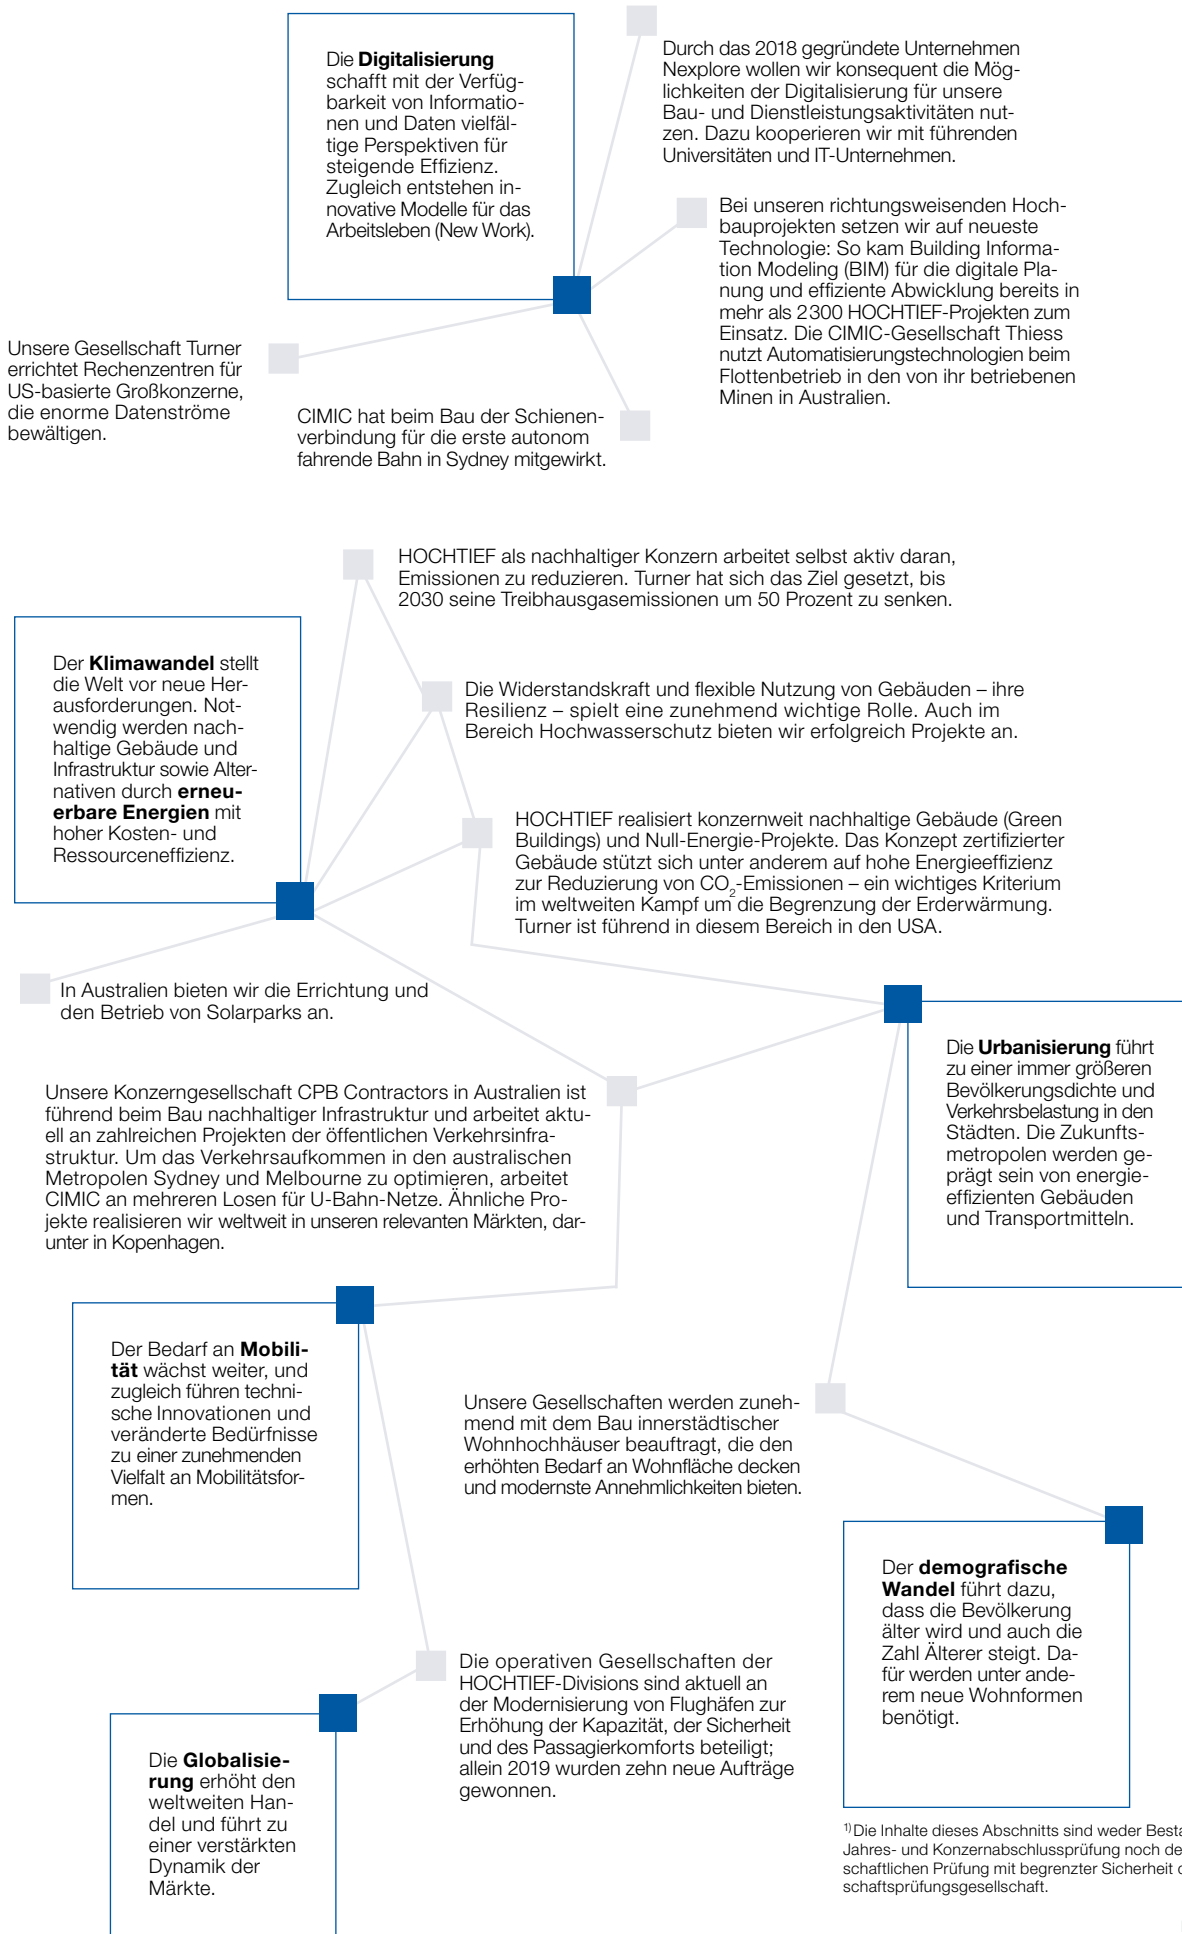 Die Digitalisierung
schafft mit der Verfüg-
barkeit von Informatio-
nen und Daten vielfäl-
tige Perspektiven für
steigende Effizienz.
Zugleich entstehen in-
novative Modelle für das
Arbeitsleben (New Work).
Durch das 2018 gegründete Unternehmen
Nexplore wollen wir konsequent die Mög-
lichkeiten der Digitalisierung für unsere
Bau- und Dienstleistungsaktivitäten nut-
zen. Dazu kooperieren wir mit führenden
Universitäten und IT-Unternehmen.
Bei unseren richtungsweisenden Hoch-
bauprojekten setzen wir auf neueste
Technologie: So kam Building Informa-
tion Modeling (BIM) für die digitale Pla-
nung und effiziente Abwicklung bereits in
mehr als 2300 HOCHTIEF-Projekten zum
Einsatz. Die CIMIC-Gesellschaft Thiess
nutzt Automatisierungstechnologien beim
Flottenbetrieb in den von ihr betriebenen
Minen in Australien.
Unsere Gesellschaft Turner
errichtet Rechenzentren für
US-basierte Großkonzerne,
die enorme Datenströme
bewältigen.
CIMIC hat beim Bau der Schienen-
verbindung für die erste autonom
fahrende Bahn in Sydney mitgewirkt.
HOCHTIEF als nachhaltiger Konzern arbeitet selbst aktiv daran,
Emissionen zu reduzieren. Turner hat sich das Ziel gesetzt, bis
2030 seine Treibhausgasemissionen um 50 Prozent zu senken.
Der Klimawandel stellt
die Welt vor neue Her-
ausforderungen. Not-
wendig werden nach-
haltige Gebäude und
Infrastruktur sowie Alter-
nativen durch erneu-
erbare Energien mit
hoher Kosten- und
Ressourceneffizienz.
Die Widerstandskraft und flexible Nutzung von Gebäuden – ihre
Resilienz – spielt eine zunehmend wichtige Rolle. Auch im
Bereich Hochwasserschutz bieten wir erfolgreich Projekte an.
HOCHTIEF realisiert konzernweit nachhaltige Gebäude (Green
Buildings) und Null-Energie-Projekte. Das Konzept zertifizierter
Gebäude stützt sich unter anderem auf hohe Energieeffizienz
zur Reduzierung von CO₂-Emissionen – ein wichtiges Kriterium
im weltweiten Kampf um die Begrenzung der Erderwärmung.
Turner ist führend in diesem Bereich in den USA.
In Australien bieten wir die Errichtung und
den Betrieb von Solarparks an.
Die Urbanisierung führt
zu einer immer größeren
Bevölkerungsdichte und
Verkehrsbelastung in den
Städten. Die Zukunfts-
metropolen werden ge-
prägt sein von energie-
effizienten Gebäuden
und Transportmitteln.
Unsere Konzerngesellschaft CPB Contractors in Australien ist
führend beim Bau nachhaltiger Infrastruktur und arbeitet aktu-
ell an zahlreichen Projekten der öffentlichen Verkehrsinfra-
struktur. Um das Verkehrsaufkommen in den australischen
Metropolen Sydney und Melbourne zu optimieren, arbeitet
CIMIC an mehreren Losen für U-Bahn-Netze. Ähnliche Pro-
jekte realisieren wir weltweit in unseren relevanten Märkten, dar-
unter in Kopenhagen.
Der Bedarf an Mobili-
tät wächst weiter, und
zugleich führen techni-
sche Innovationen und
veränderte Bedürfnisse
zu einer zunehmenden
Vielfalt an Mobilitätsfor-
men.
Unsere Gesellschaften werden zuneh-
mend mit dem Bau innerstädtischer
Wohnhochhäuser beauftragt, die den
erhöhten Bedarf an Wohnfläche decken
und modernste Annehmlichkeiten bieten.
Der demografische
Wandel führt dazu,
dass die Bevölkerung
älter wird und auch die
Zahl Älterer steigt. Da-
für werden unter ande-
rem neue Wohnformen
benötigt.
Die operativen Gesellschaften der
HOCHTIEF-Divisions sind aktuell an
der Modernisierung von Flughäfen zur
Erhöhung der Kapazität, der Sicherheit
und des Passagierkomforts beteiligt;
allein 2019 wurden zehn neue Aufträge
gewonnen.
Die Globalisie-
rung erhöht den
weltweiten Han-
del und führt zu
einer verstärkten
Dynamik der
Märkte.
1) Die Inhalte dieses Abschnitts sind weder
Jahres- und Konzernabschlussprüfung noch
schaftlichen Prüfung mit begrenzter Sicherheit
schaftsprüfungsgesellschaft.